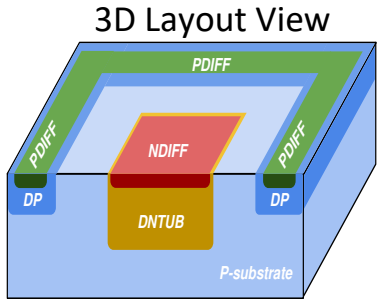 3D Layout View
PDIFF
PDIFF
NDIFF
PDIFF
DP
DNTUB
DP
P-substrate